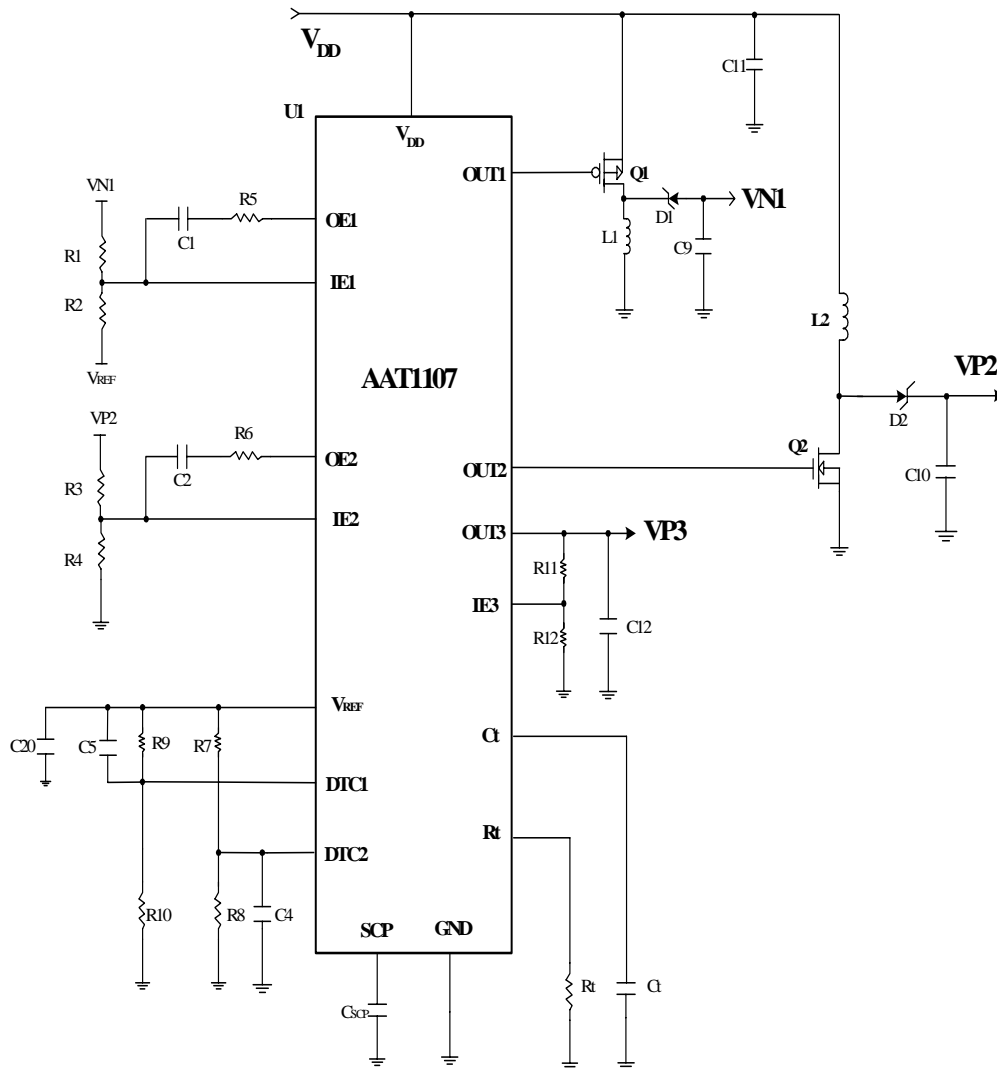 VDD
C11
U1
VDD
OUT1
Q1
VN1
VN1
R5
OE1
D1
C1
L1
C9
R1
IE1
R2
L2
VREF
AAT1107
VP2
VP2
R6
D2
OE2
Q2
C2
OUT2
C10
R3
IE2
OUT3
VP3
R4
R11
IE3
C12
R12
VREF
C20
C5
R9
R7
Ct
DTC1
Rt
DTC2
R10
R8
C4
SCP
GND
Rt
Ct
CSCP